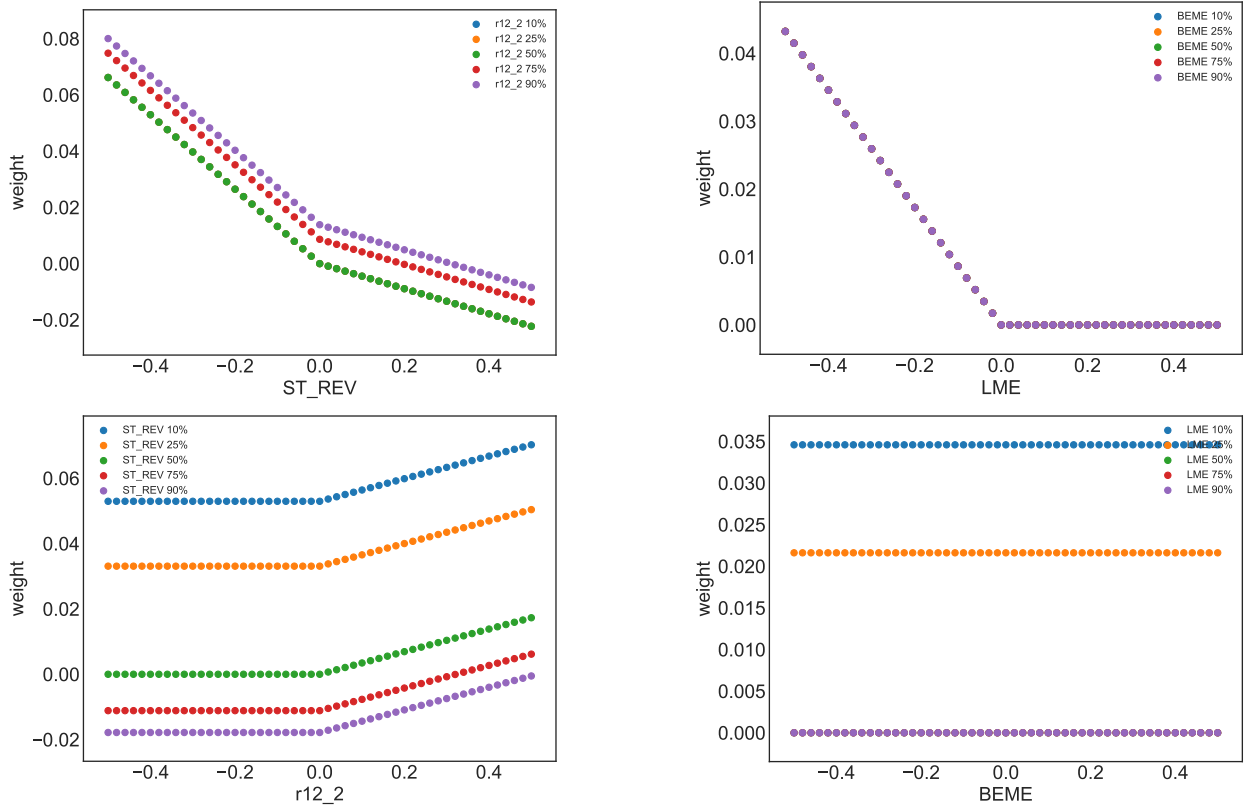 0.08
0.06
0.04
0.02
0.00
−0.02
weight
r12_2 10%
r12_2 25%
r12_2 50%
r12_2 75%
r12_2 90%
−0.4 −0.2 0.0 0.2 0.4
ST_REV
0.04
0.03
0.02
0.01
0.00
weight
BEME 10%
BEME 25%
BEME 50%
BEME 75%
BEME 90%
−0.4 −0.2 0.0 0.2 0.4
LME
0.06
0.04
0.02
0.00
−0.02
weight
ST_REV 10%
ST_REV 25%
ST_REV 50%
ST_REV 75%
ST_REV 90%
−0.4 −0.2 0.0 0.2 0.4
r12_2
0.035
0.030
0.025
0.020
0.015
0.010
0.005
0.000
weight
LME 10%
LME 25%
LME 50%
LME 75%
LME 90%
−0.4 −0.2 0.0 0.2 0.4
BEME